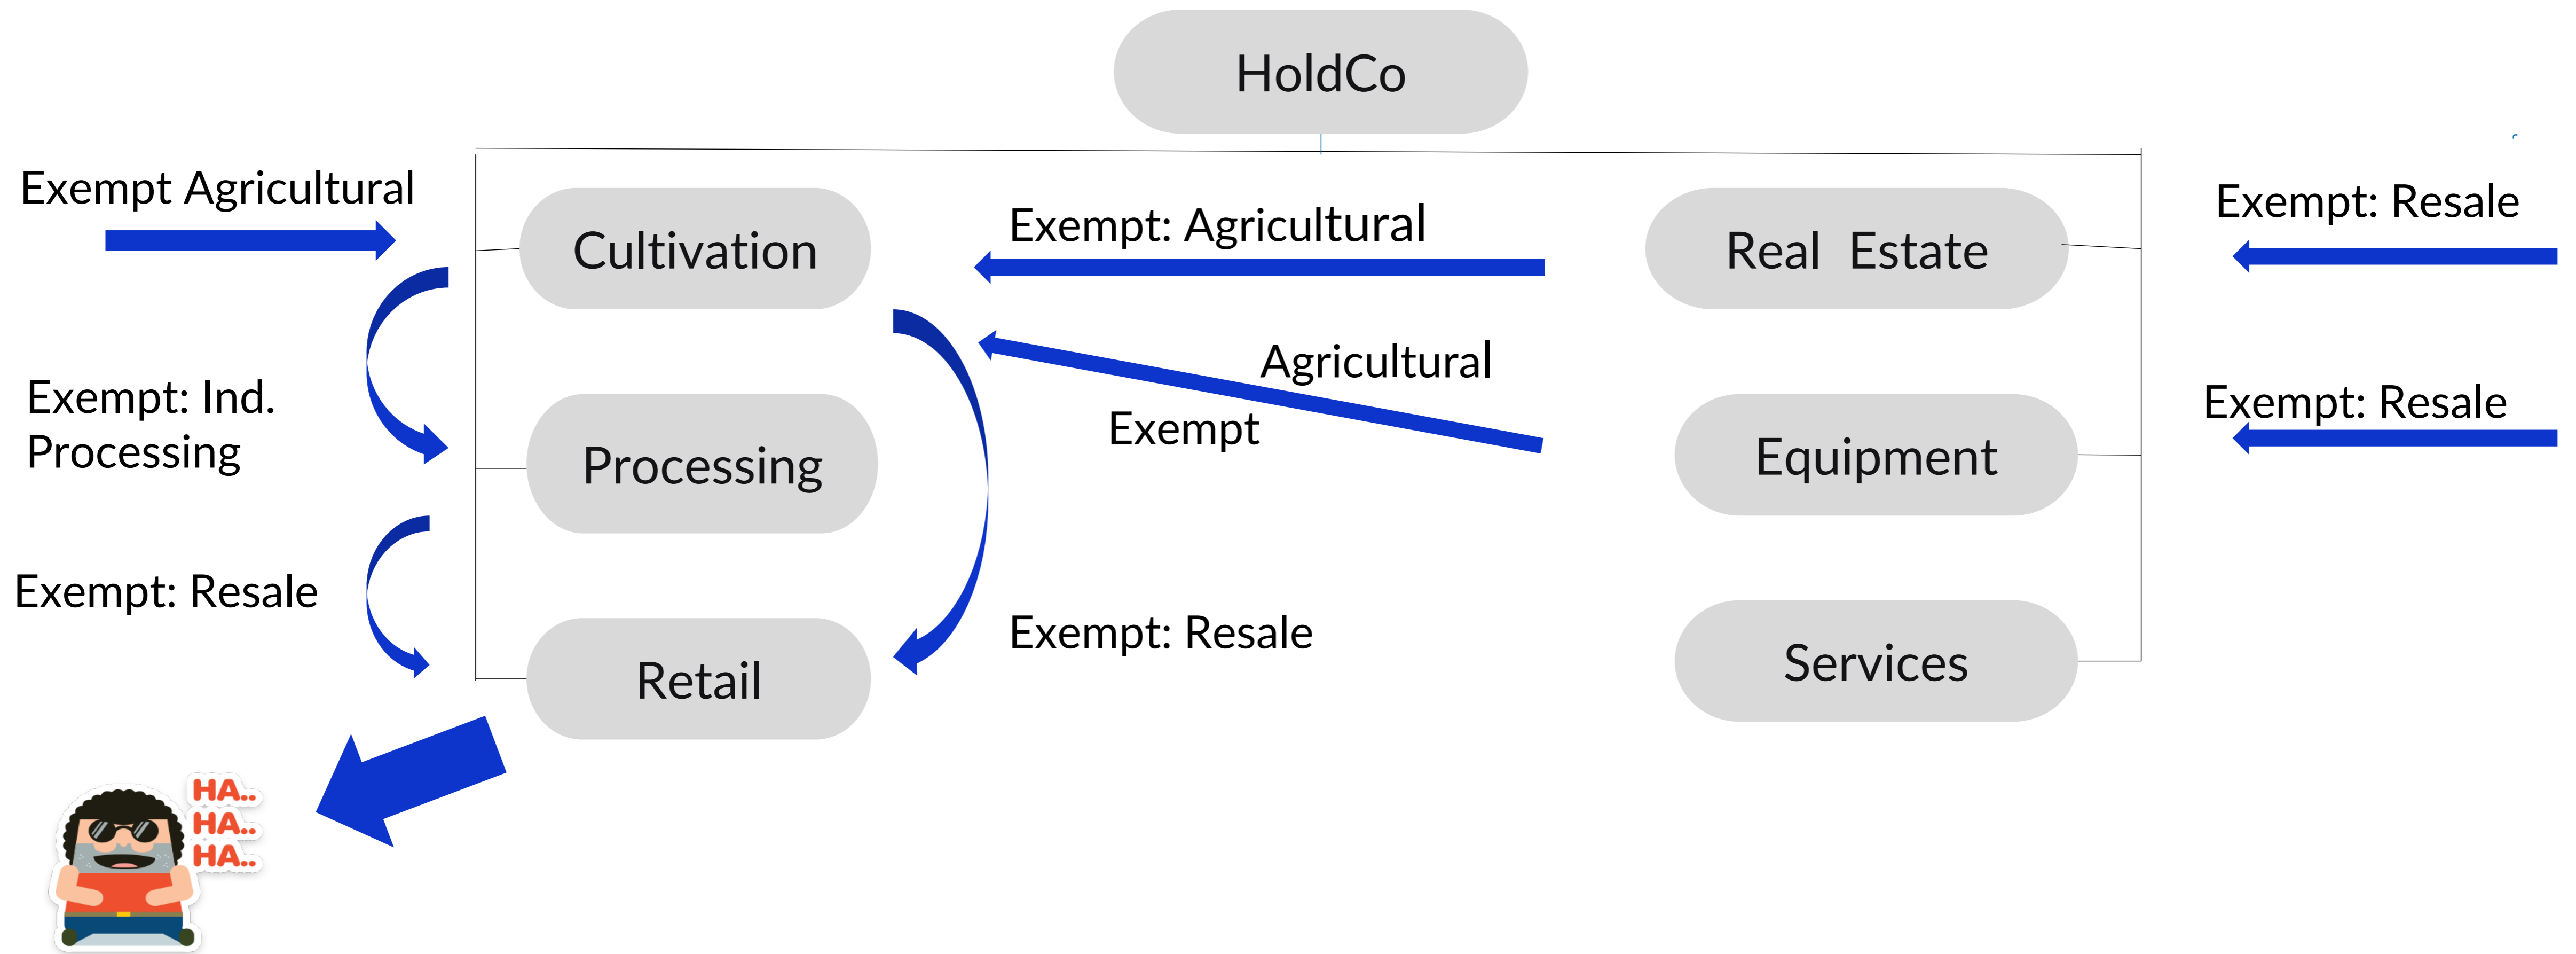 HoldCo
Exempt Agricultural
Exempt: Agricultural
Exempt: Resale
Cultivation
Real Estate
Agricultural
Exempt: Ind.
Processing
Exempt
Exempt: Resale
Processing
Equipment
Exempt: Resale
Exempt: Resale
Retail
Services
HA..
HA..
HA..